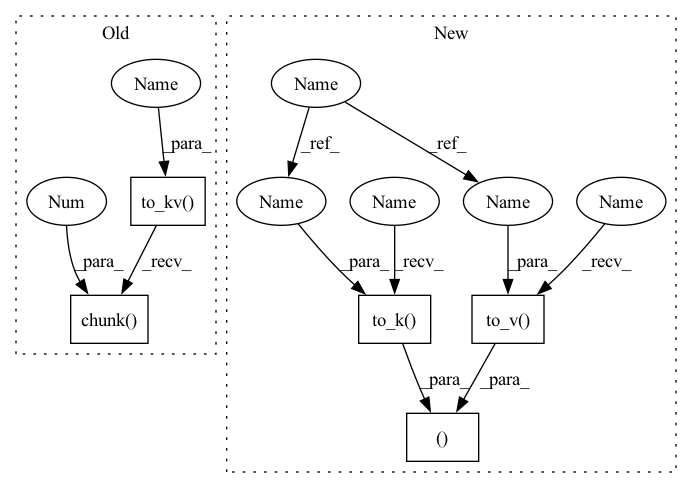 Old
New
Name
Name
_para_
_ref_
_ref_
Num
to_kv()
Name
Name
Name
Name
_para_
_recv_
_para_
_recv_
_para_
_recv_
chunk()
to_k()
to_v()
_para_
_para_
()